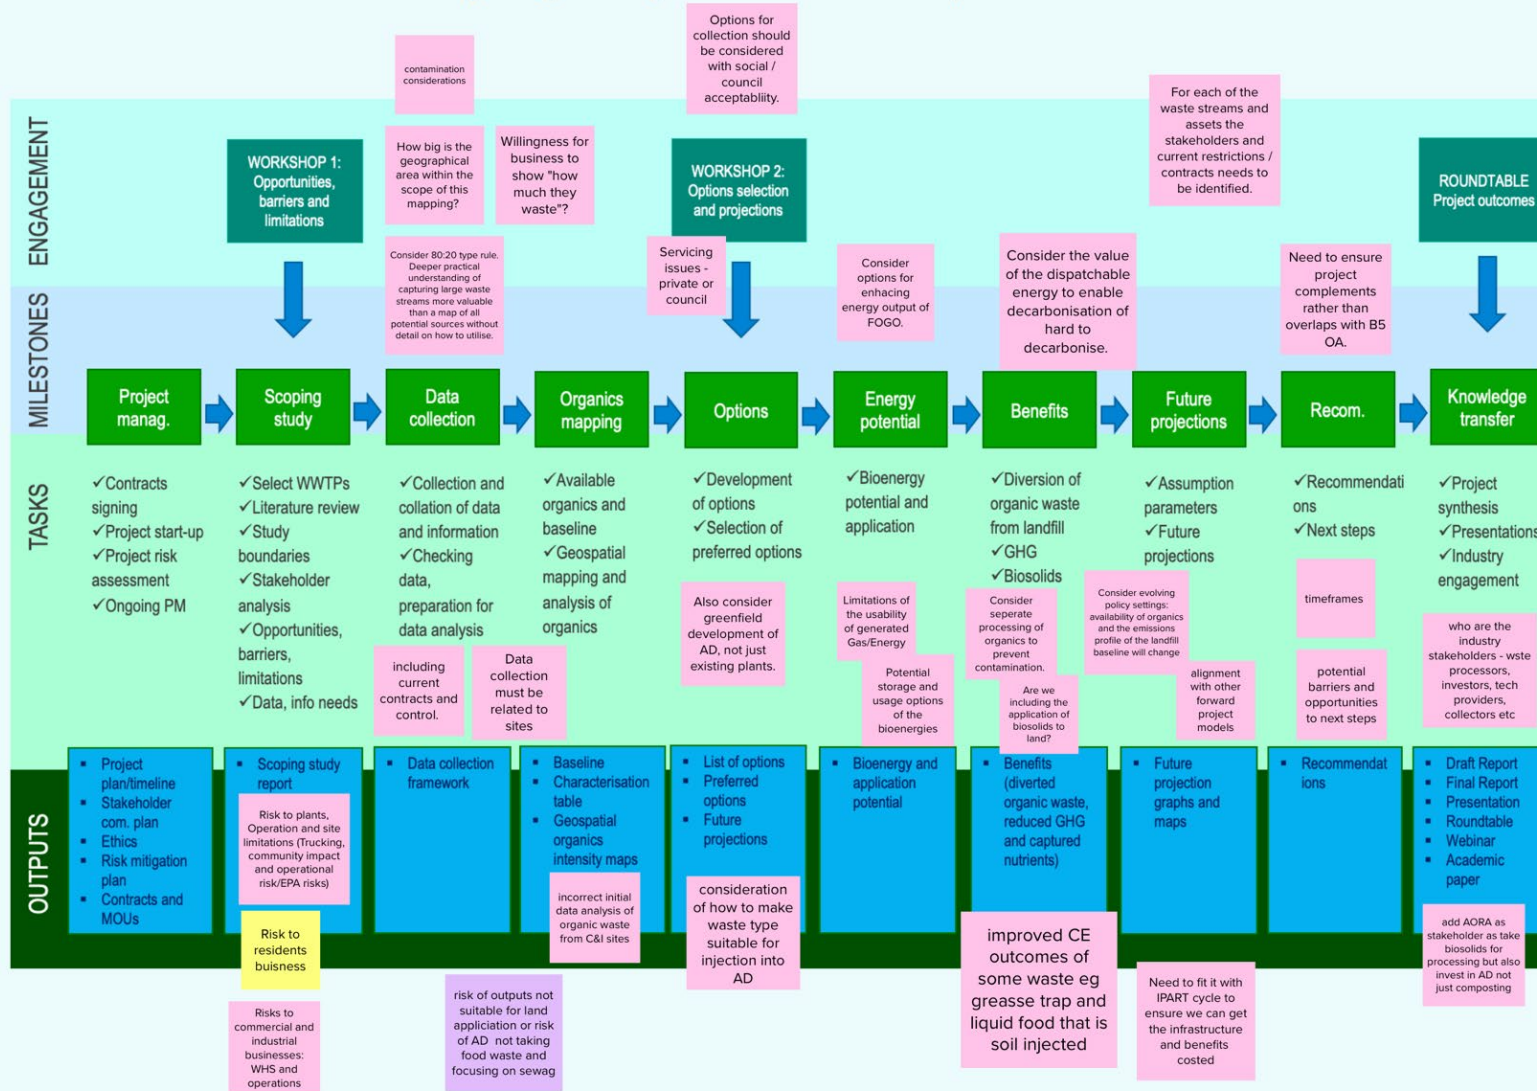 Options for
collection should
be considered
with social /
council
acceptabliity.
contamination
considerations
For each of the
waste streams and
assets the
stakeholders and
current restrictions /
contracts needs to
be identified.
ENGAGEMENT
WORKSHOP 1:
Opportunities,
barriers and
limitations
How big is the
geographical
area within the
scope of this
mapping?
Willingness for
business to
show "how
much they
waste"?
WORKSHOP 2:
Options selection
and projections
ROUNDTABLE
Project outcomes
Consider 80:20 type rule.
Deeper practical
understanding of
capturing large waste
streams more valuable
than a map of all
potential sources without
detail on how to utilise.
Servicing
issues -
private or
council
Consider
options for
enhacing
energy output of
FOGO.
Consider the value
of the dispatchable
energy to enable
decarbonisation of
hard to
decarbonise.
Need to ensure
project
complements
rather than
overlaps with B5
OA.
MILESTONES
Project
manag.
Scoping
study
Data
collection
Organics
mapping
Options
Energy
potential
Benefits
Future
projections
Recom.
Knowledge
transfer
TASKS
✓Contracts
signing
✓Project start-up
✓Project risk
assessment
✓Ongoing PM
✓Select WWTPs
✓Literature review
✓Study
boundaries
✓Stakeholder
analysis
✓Opportunities,
barriers,
limitations
✓Data, info needs
✓Collection and
collation of data
and information
✓Checking
data,
preparation for
data analysis
✓Available
organics and
baseline
✓Geospatial
mapping and
analysis of
organics
✓Development
of options
✓Selection of
preferred options
✓Bioenergy
potential and
application
✓Diversion of
organic waste
from landfill
✓GHG
✓Biosolids
✓Assumption
parameters
✓Future
projections
✓Recommendati
ons
✓Next steps
✓Project
synthesis
✓Presentations
✓Industry
engagement
including
current
contracts and
control.
Data
collection
must be
related to
sites
Also consider
greenfield
development of
AD, not just
existing plants.
Limitations of
the usability
of generated
Gas/Energy
Potential
storage and
usage options
of the
bioenergies
Consider
seperate
processing of
organics to
prevent
contamination.
Are we
including the
application of
biosolids to
land?
Consider evolving
policy settings:
availability of organics
and the emissions
profile of the landfill
baseline will change
alignment
with other
forward
project
models
timeframes
potential
barriers and
opportunities
to next steps
who are the
industry
stakeholders - wste
processors,
investors, tech
providers,
collectors etc
OUTPUTS
▪ Project
plan/timeline
▪ Stakeholder
com. plan
▪ Ethics
▪ Risk mitigation
plan
▪ Contracts and
MOUs
▪ Scoping study
report
Risk to plants,
Operation and site
limitations (Trucking,
community impact
and operational
risk/EPA risks)
▪ Data collection
framework
▪ Baseline
▪ Characterisation
table
▪ Geospatial
organics
intensity maps
incorrect initial
data analysis of
organic waste
from C&I sites
▪ List of options
▪ Preferred
options
▪ Future
projections
consideration
of how to make
waste type
suitable for
injection into
AD
▪ Bioenergy and
application
potential
▪ Benefits
(diverted
organic waste,
reduced GHG
and captured
nutrients)
improved CE
outcomes of
some waste eg
greasse trap and
liquid food that is
soil injected
▪ Future
projection
graphs and
maps
Need to fit it with
IPART cycle to
ensure we can get
the infrastructure
and benefits
costed
▪ Recommendat
ions
▪ Draft Report
▪ Final Report
▪ Presentation
▪ Roundtable
▪ Webinar
▪ Academic
paper
add AORA as
stakeholder as take
biosolids for
processing but also
invest in AD not
just composting
Risk to
residents
buisness
Risks to
commercial and
industrial
businesses:
WHS and
operations
risk of outputs not
suitable for land
appliciation or risk
of AD not taking
food waste and
focusing on sewag